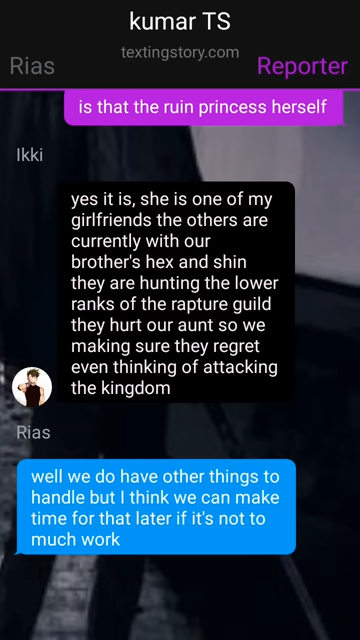 kumar TS
textingstory.com
Rias
Reporter
is that the ruin princess herself
Ikki
yes it is, she is one of my
girlfriends the others are
currently with our
brother's hex and shin
they are hunting the lower
ranks of the rapture guild
they hurt our aunt so we
making sure they regret
even thinking of attacking
the kingdom
Rias
well we do have other things to
handle but I think we can make
time for that later if it's not to
much work